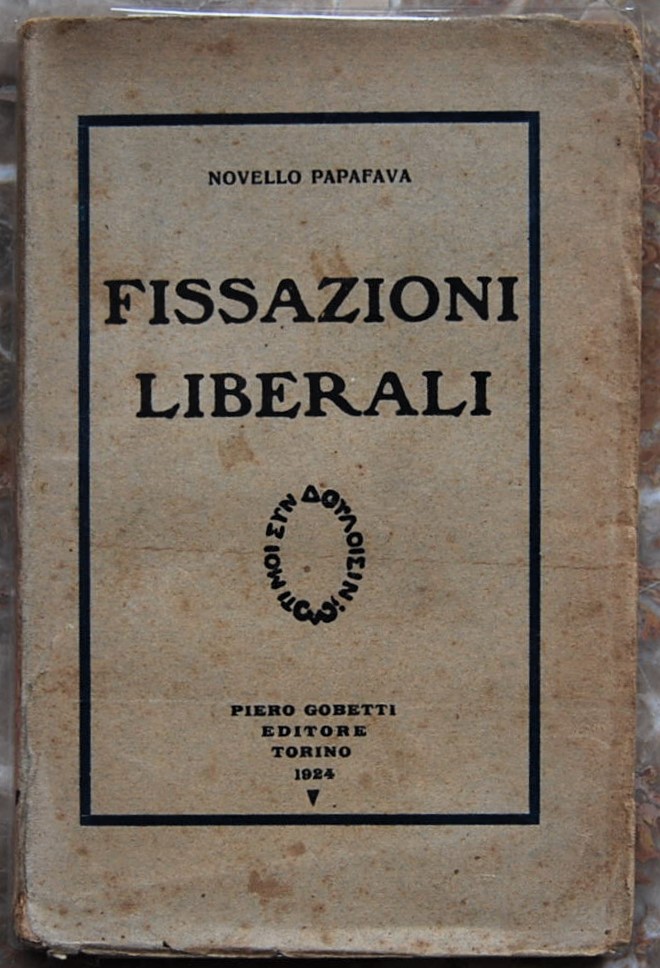 NOVELLO PAPAFAVA
FISSAZIONI
LIBERALI
ΤΙ ΜΟΙ ΣΥΝ ΔΟΥΛΟΙΣΙΝ
PIERO GOBETTI
EDITORE
TORINO
1924